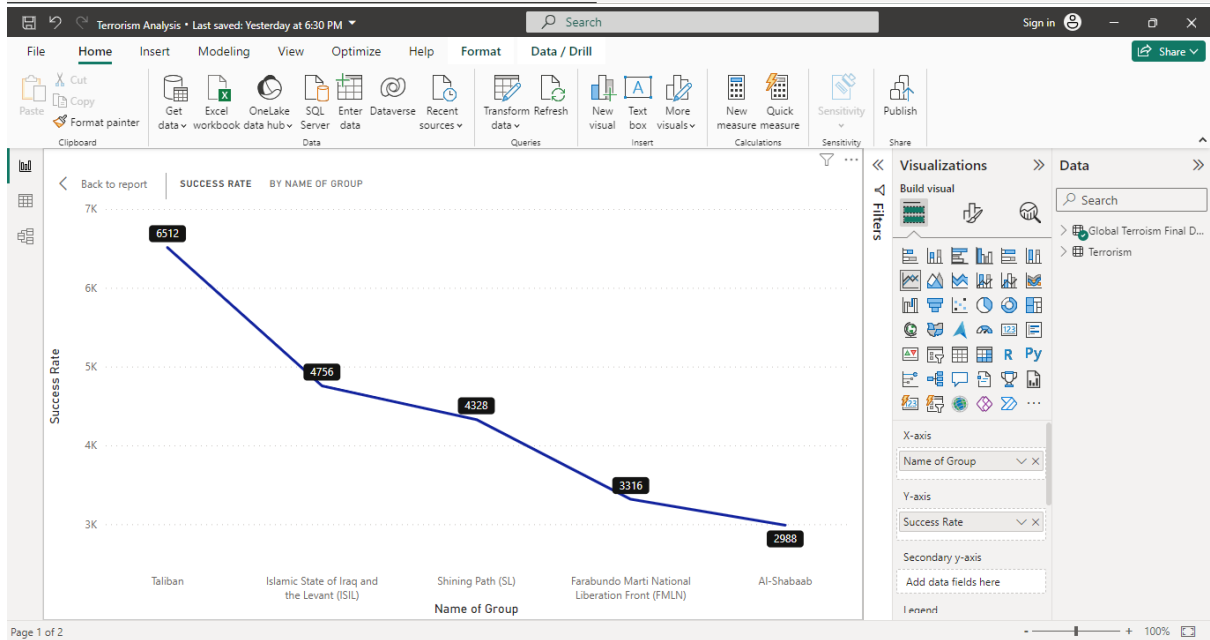 Terrorism Analysis • Last saved: Yesterday at 6:30 PM
Search
Sign in
File Home Insert Modeling View Optimize Help Format Data / Drill
Share
Paste
Cut
Copy
Format painter
Clipboard
Get data
Excel workbook
OneLake data hub
SQL Server
Enter data
Dataverse
Recent sources
Data
Transform data
Refresh
Queries
New visual
Text box
More visuals
Insert
New measure
Quick measure
Calculations
Sensitivity
Sensitivity
Publish
Share
Back to report
SUCCESS RATE BY NAME OF GROUP
7K
6K
5K
4K
3K
Success Rate
6512
4756
4328
3316
2988
Taliban
Islamic State of Iraq and
the Levant (ISIL)
Shining Path (SL)
Farabundo Marti National
Liberation Front (FMLN)
Al-Shabaab
Name of Group
Filters
Visualizations
Build visual
123
R Py
123
X-axis
Name of Group
Y-axis
Success Rate
Secondary y-axis
Add data fields here
Legend
Data
Search
Global Terroism Final D...
Terrorism
Page 1 of 2
- + 100%